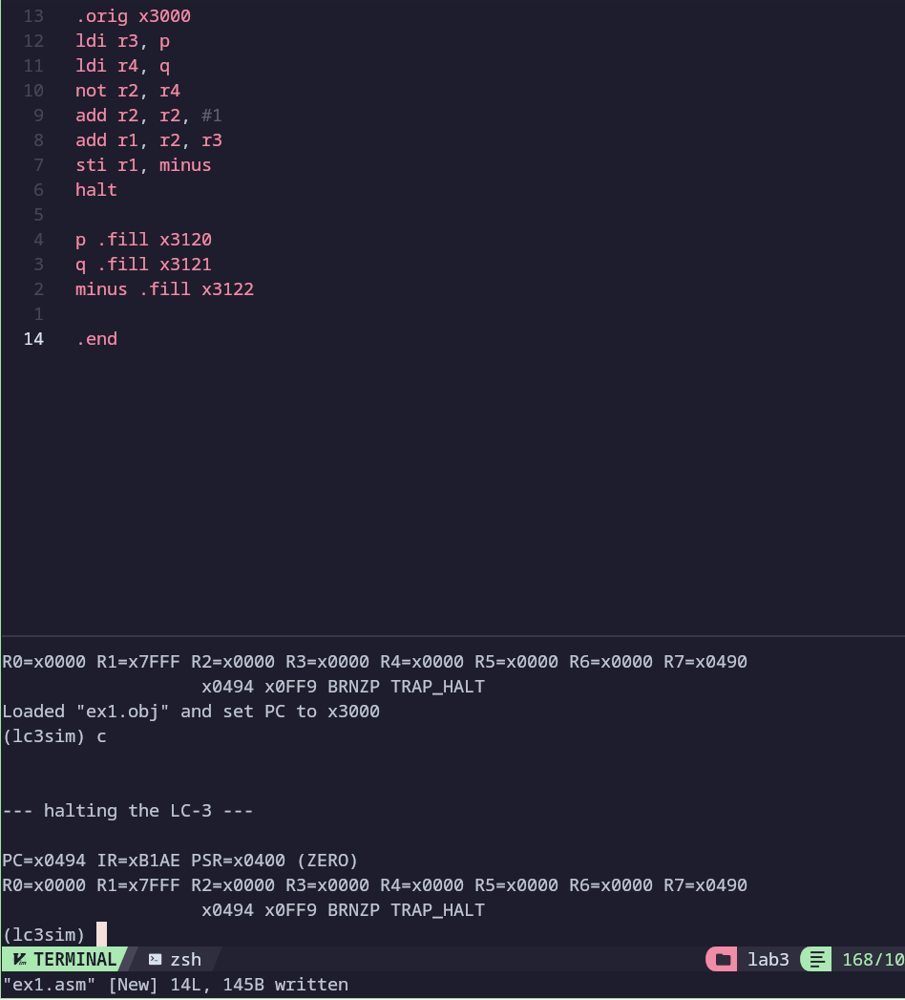 13 .orig x3000
12 ldi r3, p
11 ldi r4, q
10 not r2, r4
9 add r2, r2, #1
8 add r1, r2, r3
7 sti r1, minus
6 halt
5
4 p .fill x3120
3 q .fill x3121
2 minus .fill x3122
1
14 .end
R0=x0000 R1=x7FFF R2=x0000 R3=x0000 R4=x0000 R5=x0000 R6=x0000 R7=x0490
x0494 x0FF9 BRNZP TRAP_HALT
Loaded "ex1.obj" and set PC to x3000
(lc3sim) c
--- halting the LC-3 ---
PC=x0494 IR=xB1AE PSR=x0400 (ZERO)
R0=x0000 R1=x7FFF R2=x0000 R3=x0000 R4=x0000 R5=x0000 R6=x0000 R7=x0490
x0494 x0FF9 BRNZP TRAP_HALT
(lc3sim)
TERMINAL zsh lab3 168/10
"ex1.asm" [New] 14L, 145B written